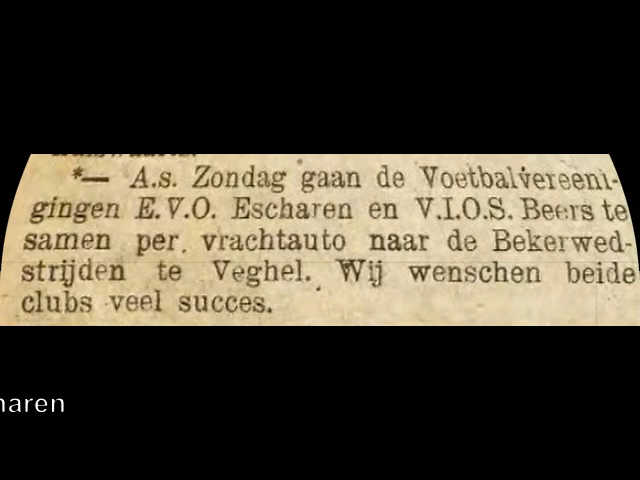 *— A.s. Zondag gaan de Voetbalvereeni-
gingen E.V.O. Escharen en V.I.O.S. Beers te
samen per. vrachtauto naar de Bekerwed-
strijden te Veghel. Wij wenschen beide
clubs veel succes.
haren